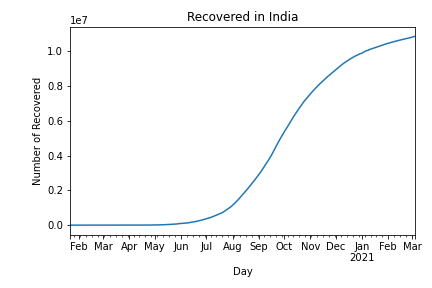 Recovered in India
1e7
Number of Recovered
1.0
0.8
0.6
0.4
0.2
0.0
Feb Mar Apr May Jun Jul Aug Sep Oct Nov Dec Jan Feb Mar
2021
Day